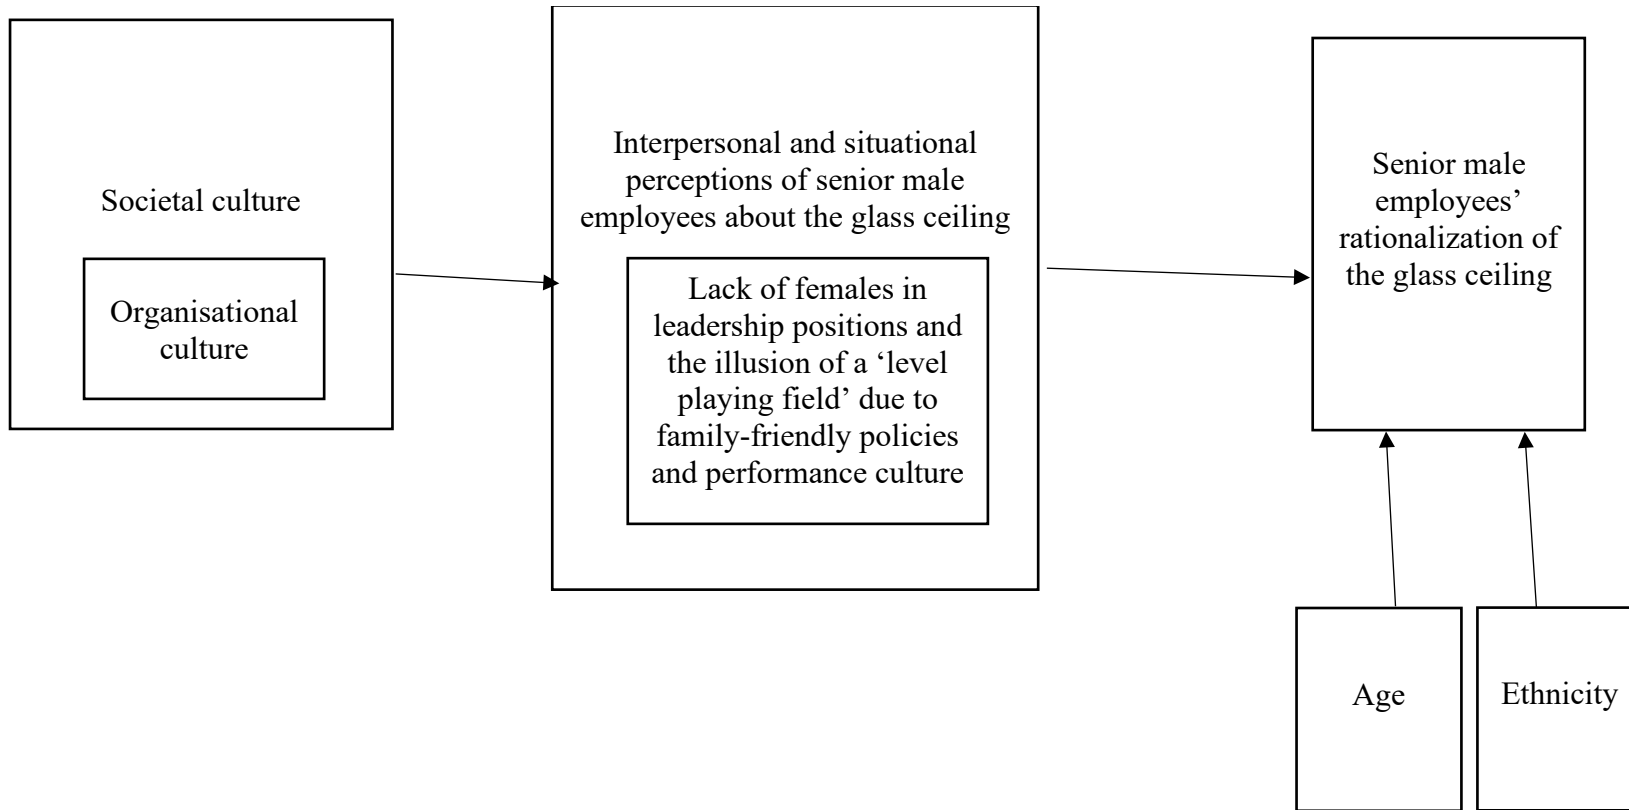 Societal culture
Organisational
culture
Interpersonal and situational
perceptions of senior male
employees about the glass ceiling
Lack of females in
leadership positions and
the illusion of a ‘level
playing field’ due to
family-friendly policies
and performance culture
Senior male
employees’
rationalization of
the glass ceiling
Age
Ethnicity